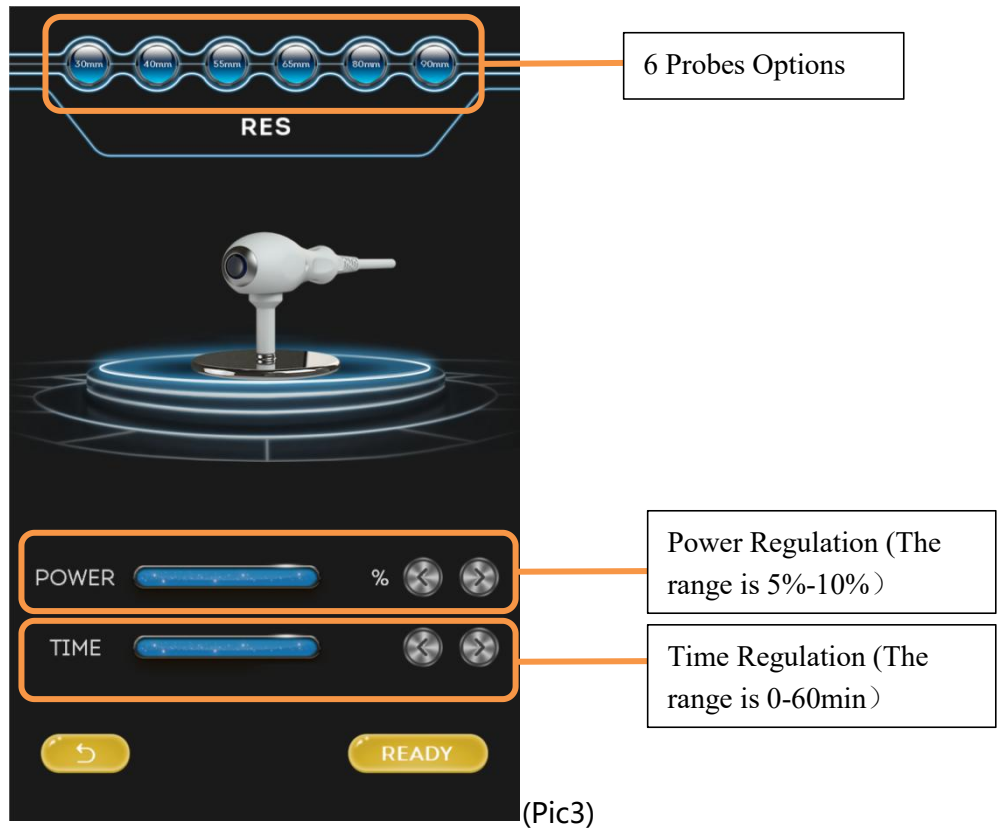 30mm 40mm 55mm 65mm 80mm 90mm
6 Probes Options
RES
POWER %
Power Regulation (The
range is 5%-10%）
TIME
Time Regulation (The
range is 0-60min）
READY
(Pic3)